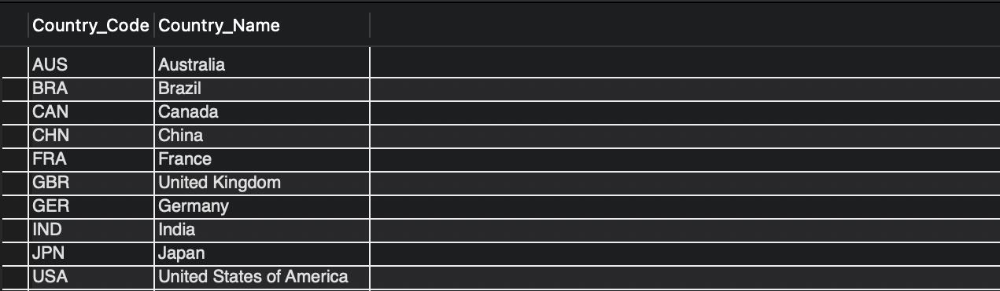 Country_Code Country_Name
AUS Australia
BRA Brazil
CAN Canada
CHN China
FRA France
GBR United Kingdom
GER Germany
IND India
JPN Japan
USA United States of America